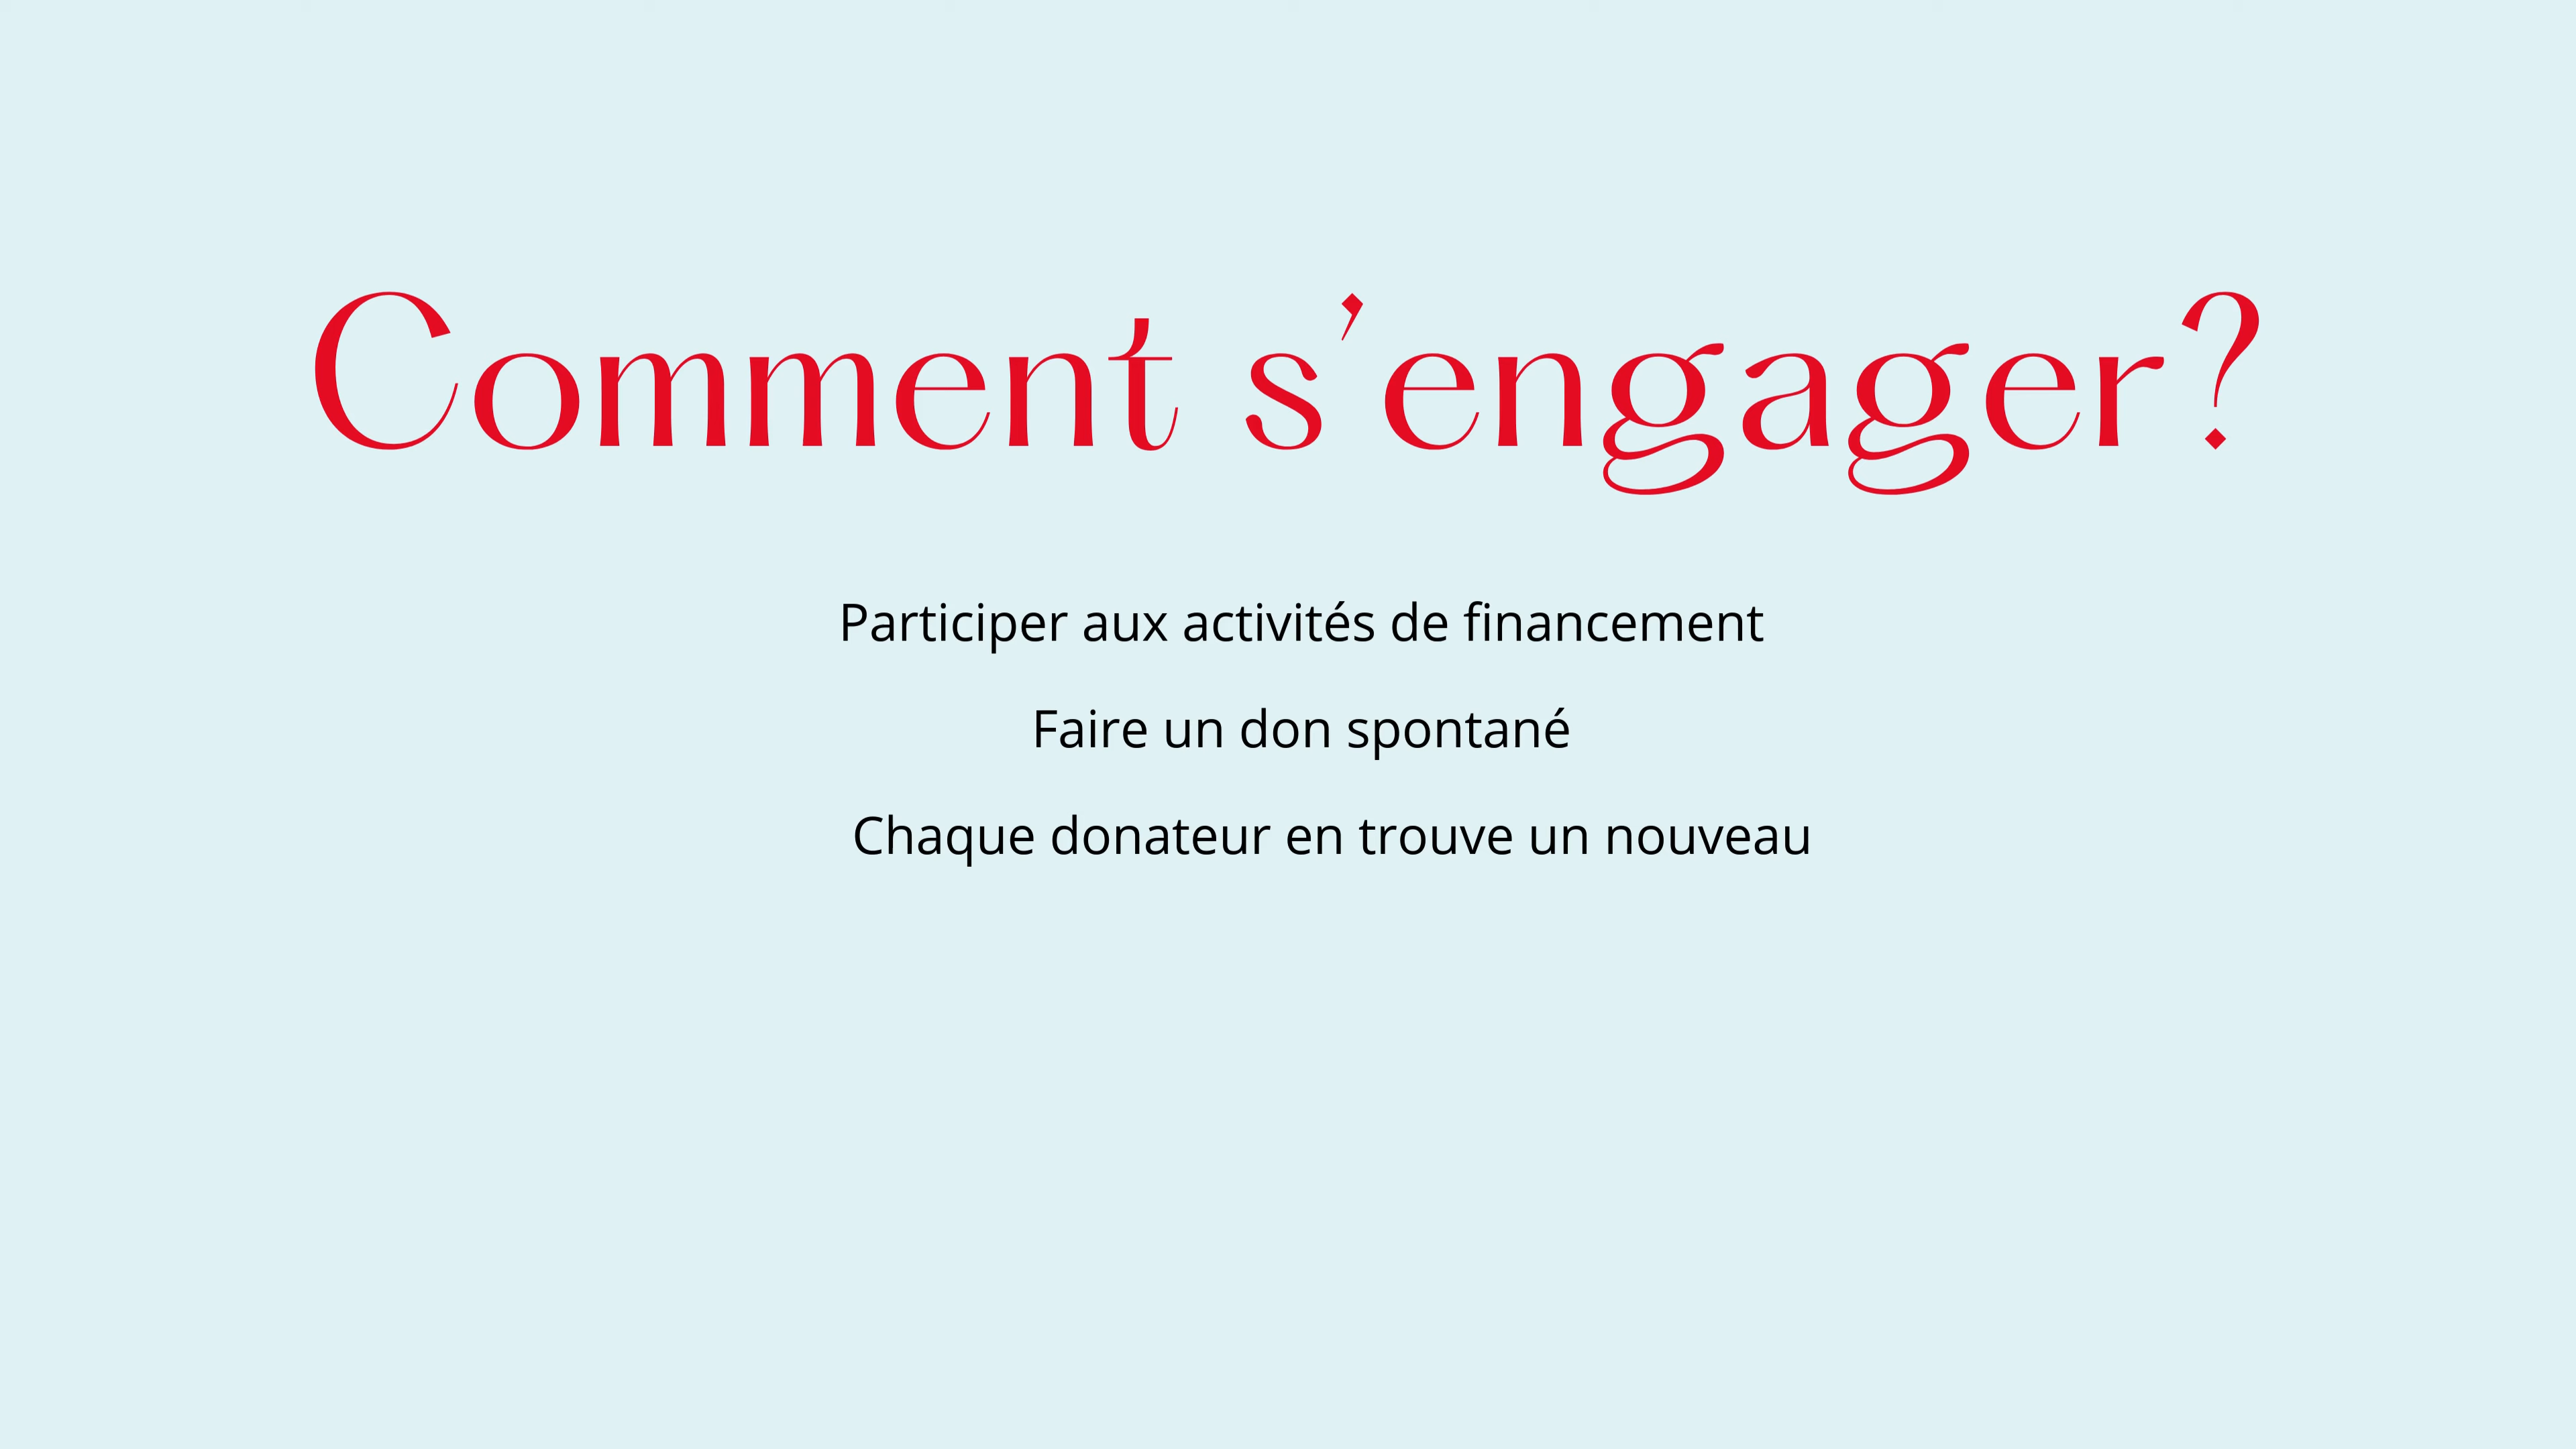 Comment s’engager?
Participer aux activités de financement
Faire un don spontané
Chaque donateur en trouve un nouveau